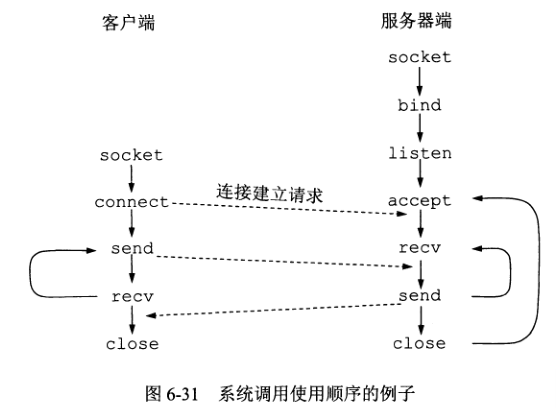 客户端
服务器端
socket
bind
listen
socket
connect
连接建立请求
accept
send
recv
recv
send
close
close
图 6-31 系统调用使用顺序的例子